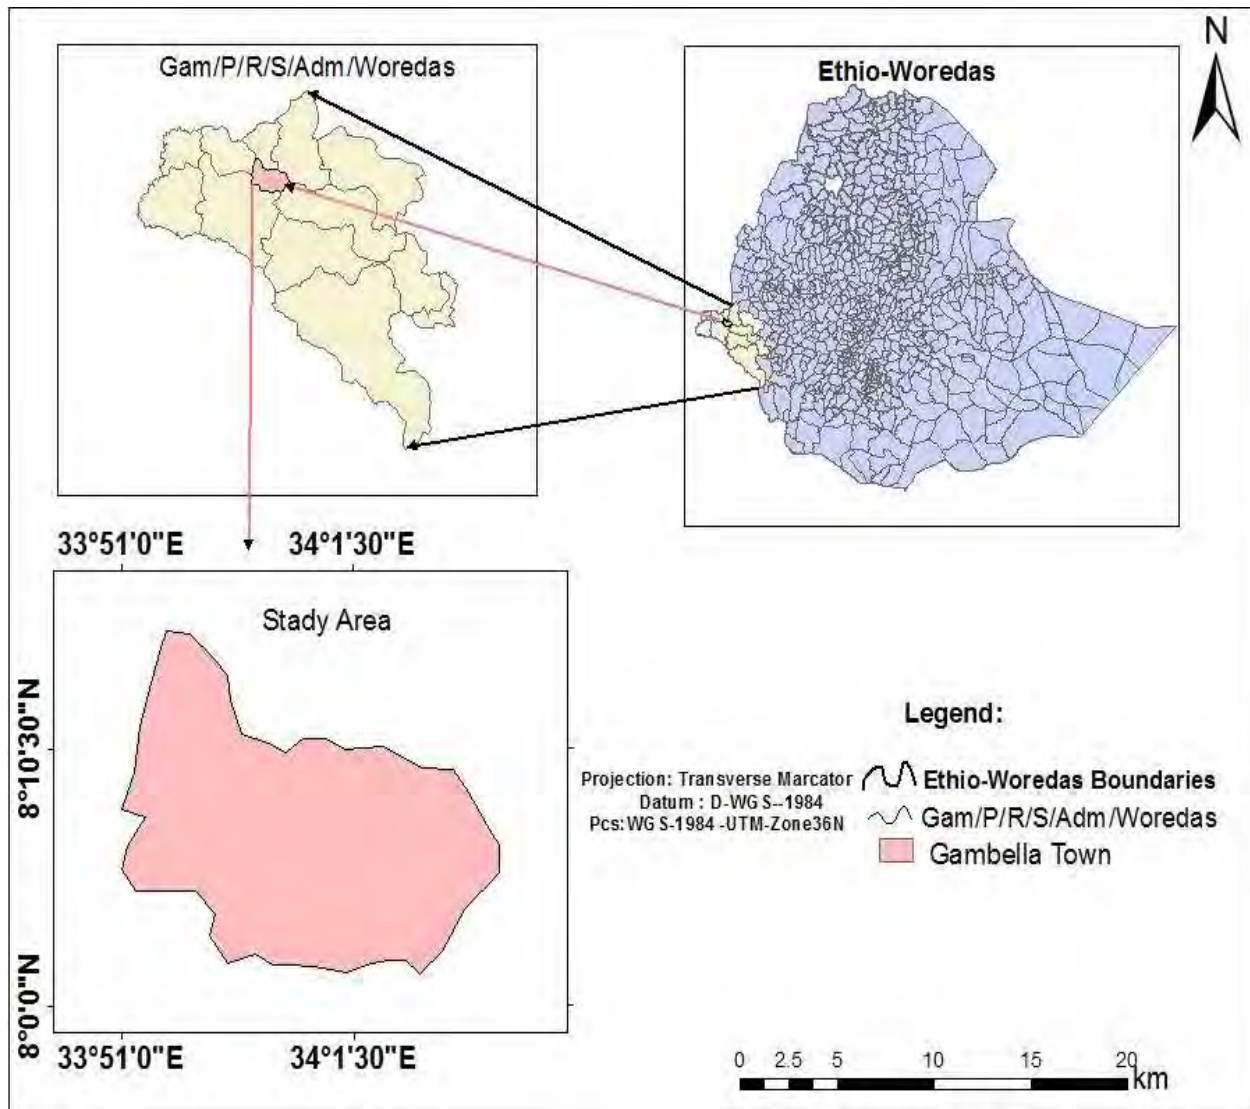 N
Gam/P/R/S/Adm/Woredas
Ethio-Woredas
33°51'0"E 34°1'30"E
Stady Area
8°10'30"N
8°0'0"N
33°51'0"E 34°1'30"E
Legend:
Projection: Transverse Marcator
Datum : D-WGS--1984
Pcs:WGS-1984-UTM-Zone36N
Ethio-Woredas Boundaries
Gam/P/R/S/Adm/Woredas
Gambella Town
0 2.5 5 10 15 20
km